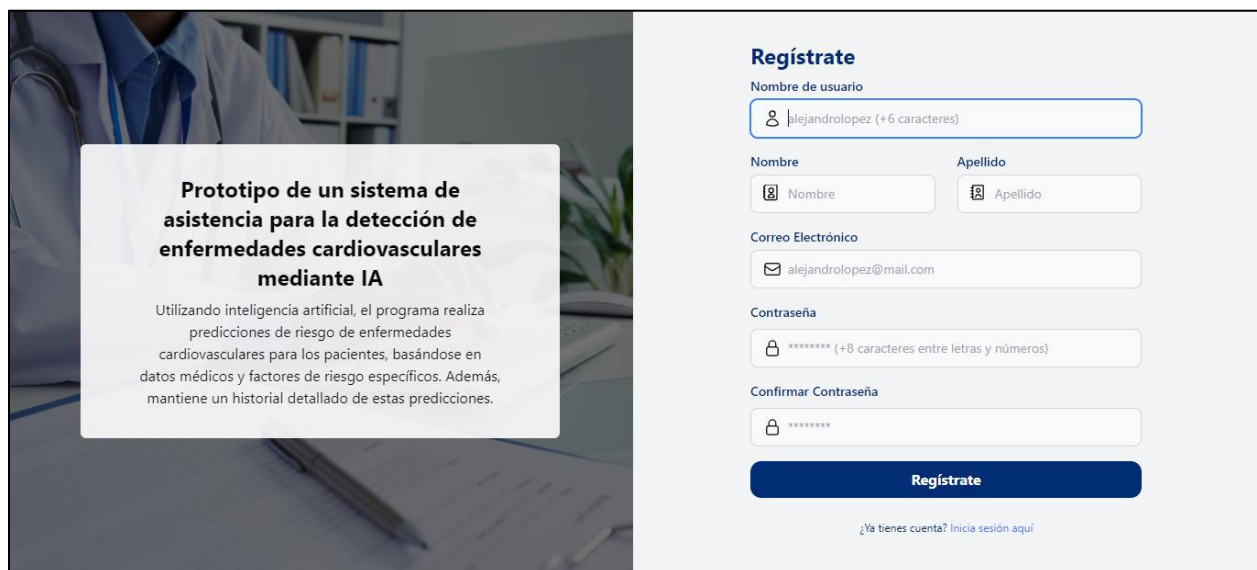 Prototipo de un sistema de
asistencia para la detección de
enfermedades cardiovasculares
mediante IA
Utilizando inteligencia artificial, el programa realiza
predicciones de riesgo de enfermedades
cardiovasculares para los pacientes, basándose en
datos médicos y factores de riesgo específicos. Además,
mantiene un historial detallado de estas predicciones.
Regístrate
Nombre de usuario
alejandrolopez (+6 caracteres)
Nombre
Apellido
Nombre
Apellido
Correo Electrónico
alejandrolopez@mail.com
Contraseña
******** (+8 caracteres entre letras y números)
Confirmar Contraseña
********
Regístrate
¿Ya tienes cuenta? Inicia sesión aquí